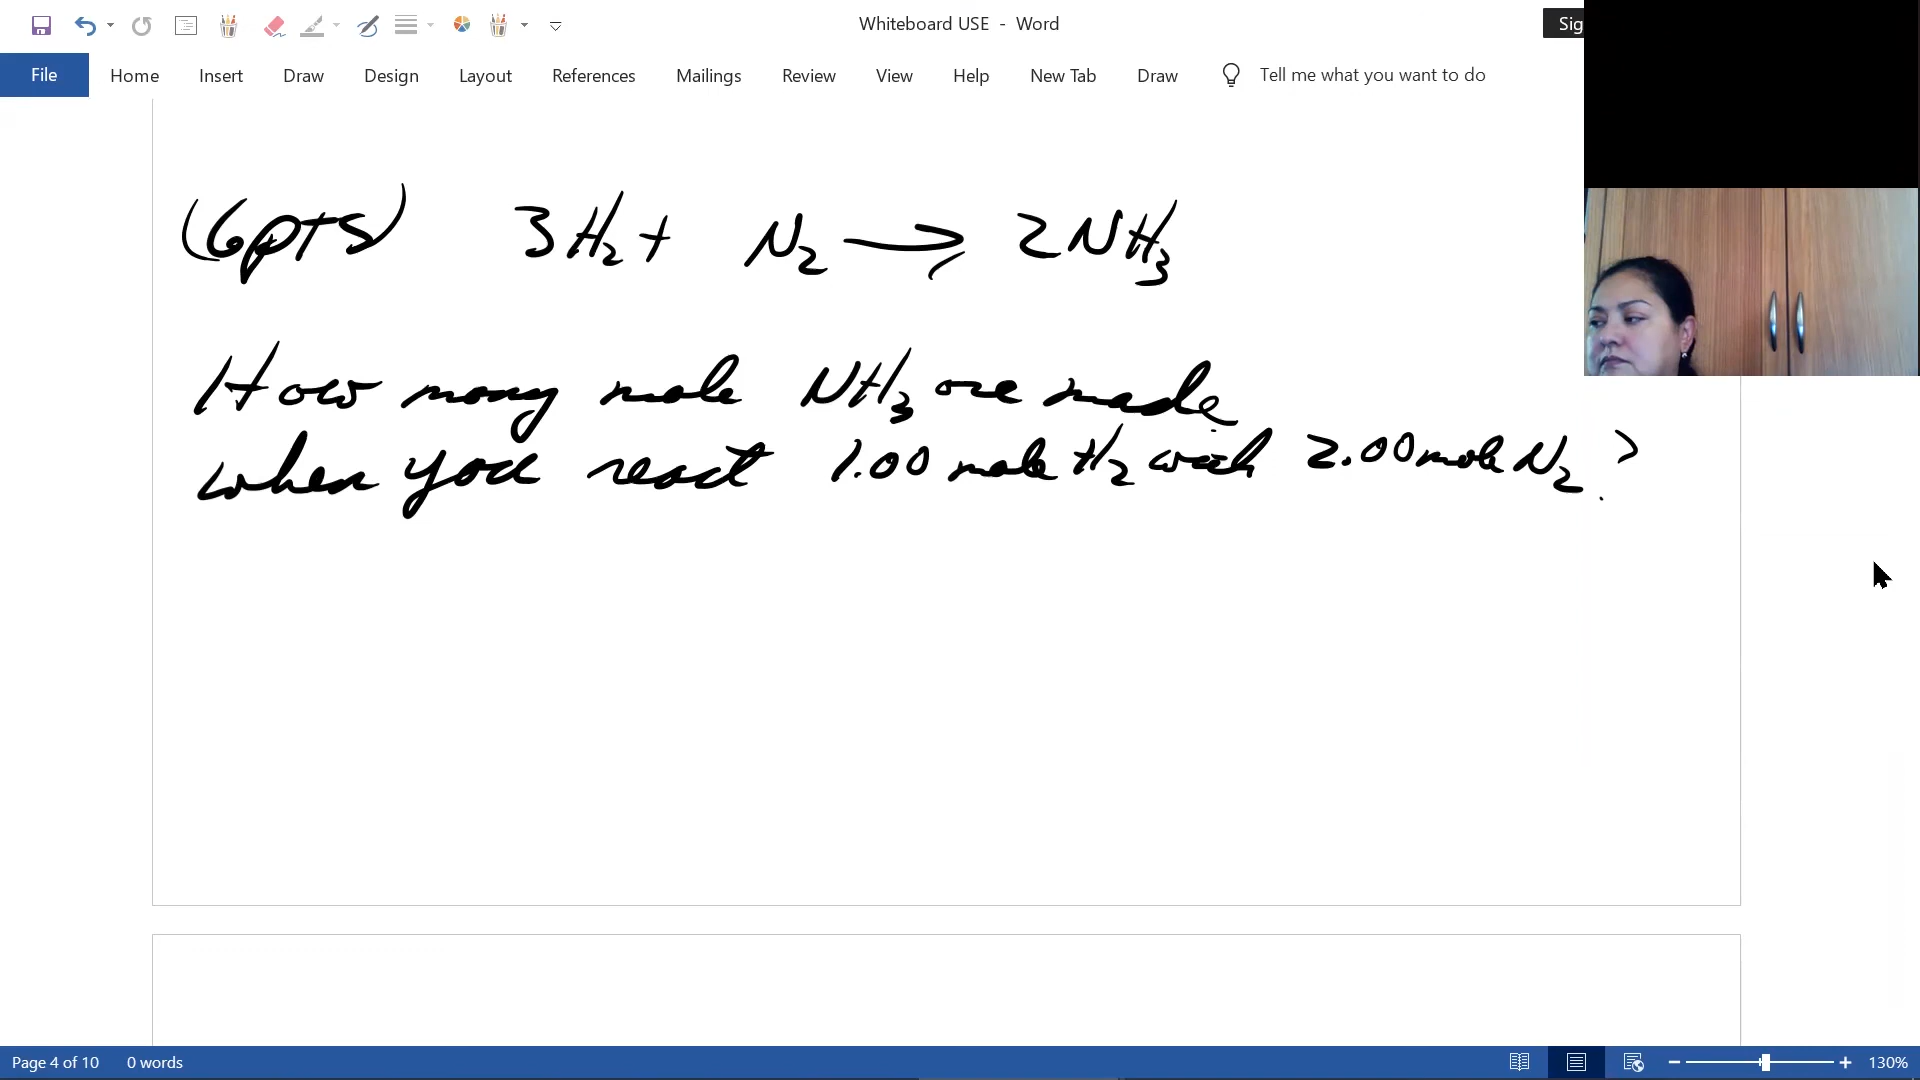 Whiteboard USE - Word
Sig
File Home Insert Draw Design Layout References Mailings Review View Help New Tab Draw Tell me what you want to do
(6pts) 3H₂ + N₂ → 2NH₃
How many mole NH₃ are made
when you react 1.00 mole H₂ with 2.00 mole N₂ ?
Page 4 of 10 0 words 130%